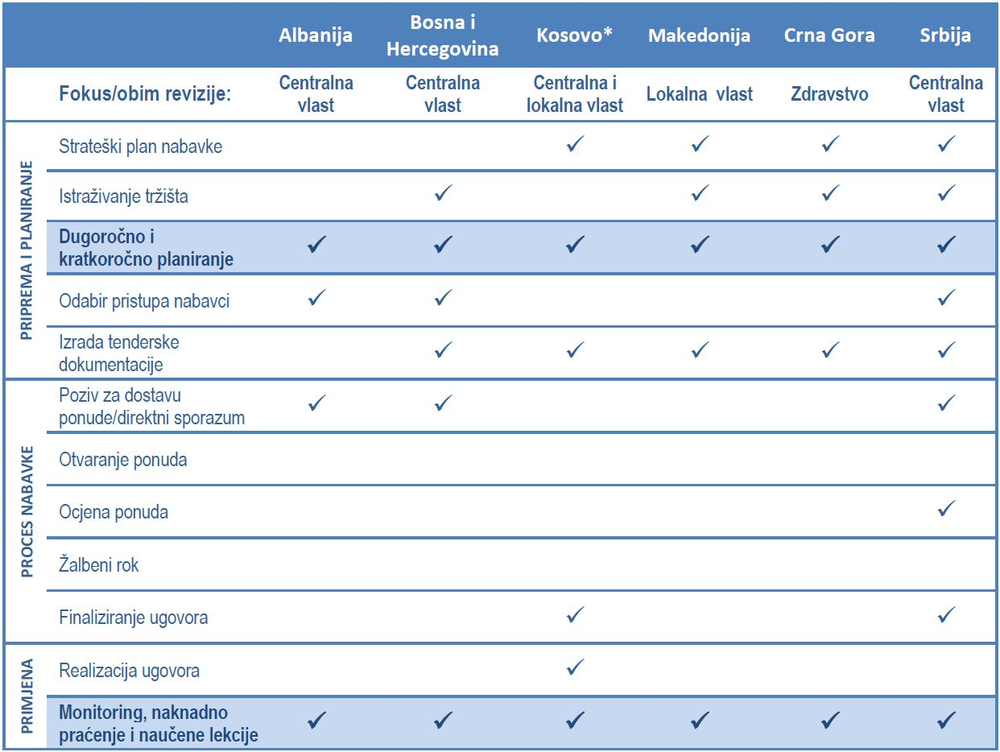 Albanija Bosna i Hercegovina Kosovo* Makedonija Crna Gora Srbija
Fokus/obim revizije: Centralna vlast Centralna vlast Centralna i lokalna vlast Lokalna vlast Zdravstvo Centralna vlast
PRIPREMA I PLANIRANJE
Strateški plan nabavke ✓ ✓ ✓ ✓
Istraživanje tržišta ✓ ✓ ✓ ✓
Dugoročno i
kratkoročno planiranje ✓ ✓ ✓ ✓ ✓ ✓
Odabir pristupa nabavci ✓ ✓ ✓
Izrada tenderske
dokumentacije ✓ ✓ ✓ ✓ ✓
PROCES NABAVKE
Poziv za dostavu
ponude/direktni sporazum ✓ ✓ ✓
Otvaranje ponuda
Ocjena ponuda ✓
Žalbeni rok
Finaliziranje ugovora ✓ ✓
PRIMJENA
Realizacija ugovora ✓
Monitoring, naknadno
praćenje i naučene lekcije ✓ ✓ ✓ ✓ ✓ ✓